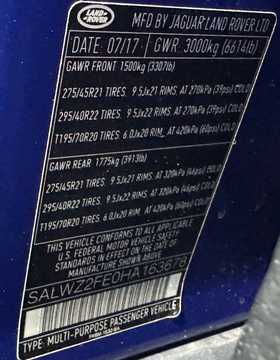 LAND ROVER
MFD BY JAGUAR LAND ROVER LTD
DATE: 07/17 GWR: 3000kg (6614lb)
GAWR FRONT 1500kg (3307lb)
275/45R21 TIRES 9.5Jx21 RIMS, AT 270kPa (39psi) COLD
295/40R22 TIRES 9.5Jx22 RIMS AT 270kPa (39psi) COLD
T195/70R20 TIRES 6.0Jx20 RIM, AT 420kPa (60psi) COLD
GAWR REAR 1775kg (3913lb)
275/45R21 TIRES 9.5Jx21 RIMS, AT 320kPa (46psi) COLD
295/40R22 TIRES 9.5Jx22 RIMS AT 320kPa (46psi) COLD
T195/70R20 TIRES 6.0Jx20 RIM, AT 420kPa (60psi) COLD
THIS VEHICLE CONFORMS TO ALL APPLICABLE
U.S. FEDERAL MOTOR VEHICLE SAFETY
IN EFFECT ON THE DATE OF
MANUFACTURE SHOWN ABOVE.
SALWZ2FE0HA163678
TYPE: MULTI-PURPOSE PASSENGER VEHICLE